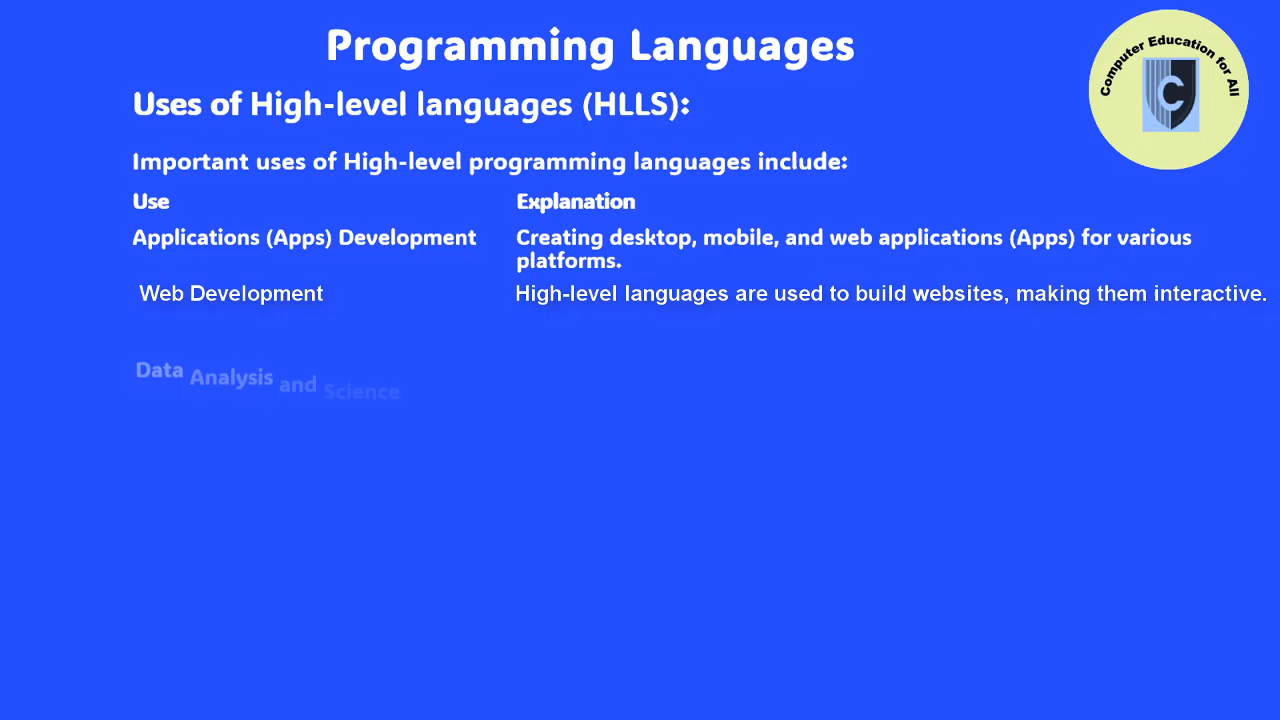 Programming Languages
Computer Education for All
C
Uses of High-level languages (HLLS):
Important uses of High-level programming languages include:
Use Explanation
Applications (Apps) Development Creating desktop, mobile, and web applications (Apps) for various
platforms.
Web Development High-level languages are used to build websites, making them interactive.
Data Analysis and Science